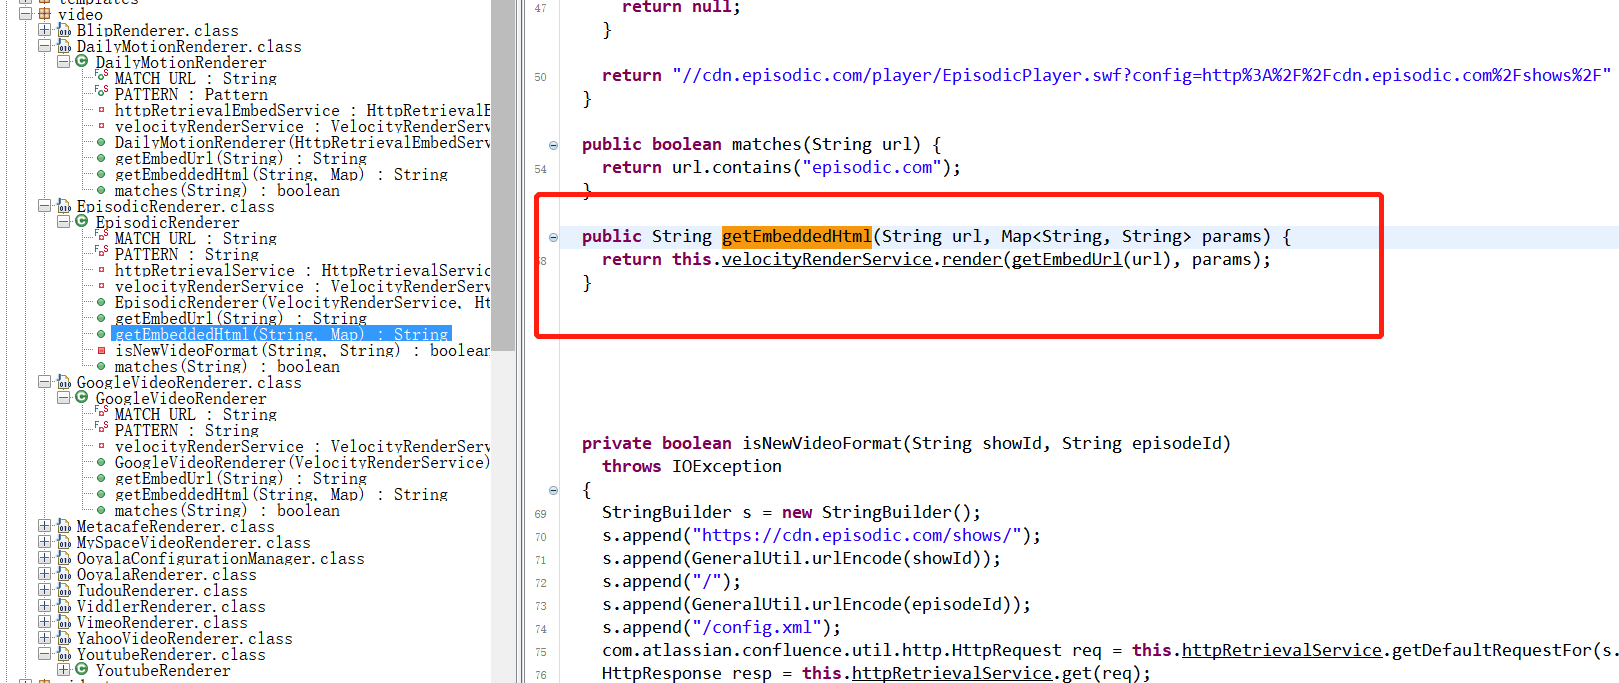 templates
video
BlipRenderer.class
DailyMotionRenderer.class
DailyMotionRenderer
MATCH_URL : String
PATTERN : Pattern
httpRetrievalEmbedService : HttpRetrievalE
velocityRenderService : VelocityRenderServ
DailyMotionRenderer(HttpRetrievalEmbedServ
getEmbedUrl(String) : String
getEmbeddedHtml(String, Map) : String
matches(String) : boolean
EpisodicRenderer.class
EpisodicRenderer
MATCH_URL : String
PATTERN : String
httpRetrievalService : HttpRetrievalServic
velocityRenderService : VelocityRenderServ
EpisodicRenderer(VelocityRenderService, Ht
getEmbedUrl(String) : String
getEmbeddedHtml(String, Map) : String
isNewVideoFormat(String, String) : boolean
matches(String) : boolean
GoogleVideoRenderer.class
GoogleVideoRenderer
MATCH_URL : String
PATTERN : String
velocityRenderService : VelocityRenderServ
GoogleVideoRenderer(VelocityRenderService)
getEmbedUrl(String) : String
getEmbeddedHtml(String, Map) : String
matches(String) : boolean
MetacafeRenderer.class
MySpaceVideoRenderer.class
OoyalaConfigurationManager.class
OoyalaRenderer.class
TudouRenderer.class
ViddlerRenderer.class
VimeoRenderer.class
YahooVideoRenderer.class
YoutubeRenderer.class
YoutubeRenderer
47 return null;
}
50 return "//cdn.episodic.com/player/EpisodicPlayer.swf?config=http%3A%2F%2Fcdn.episodic.com%2Fshows%2F"
}
public boolean matches(String url) {
54 return url.contains("episodic.com");
}
public String getEmbeddedHtml(String url, Map<String, String> params) {
58 return this.velocityRenderService.render(getEmbedUrl(url), params);
}
private boolean isNewVideoFormat(String showId, String episodeId)
throws IOException
{
69 StringBuilder s = new StringBuilder();
70 s.append("https://cdn.episodic.com/shows/");
71 s.append(GeneralUtil.urlEncode(showId));
72 s.append("/");
73 s.append(GeneralUtil.urlEncode(episodeId));
74 s.append("/config.xml");
75 com.atlassian.confluence.util.http.HttpRequest req = this.httpRetrievalService.getDefaultRequestFor(s.
76 HttpResponse resp = this.httpRetrievalService.get(req);